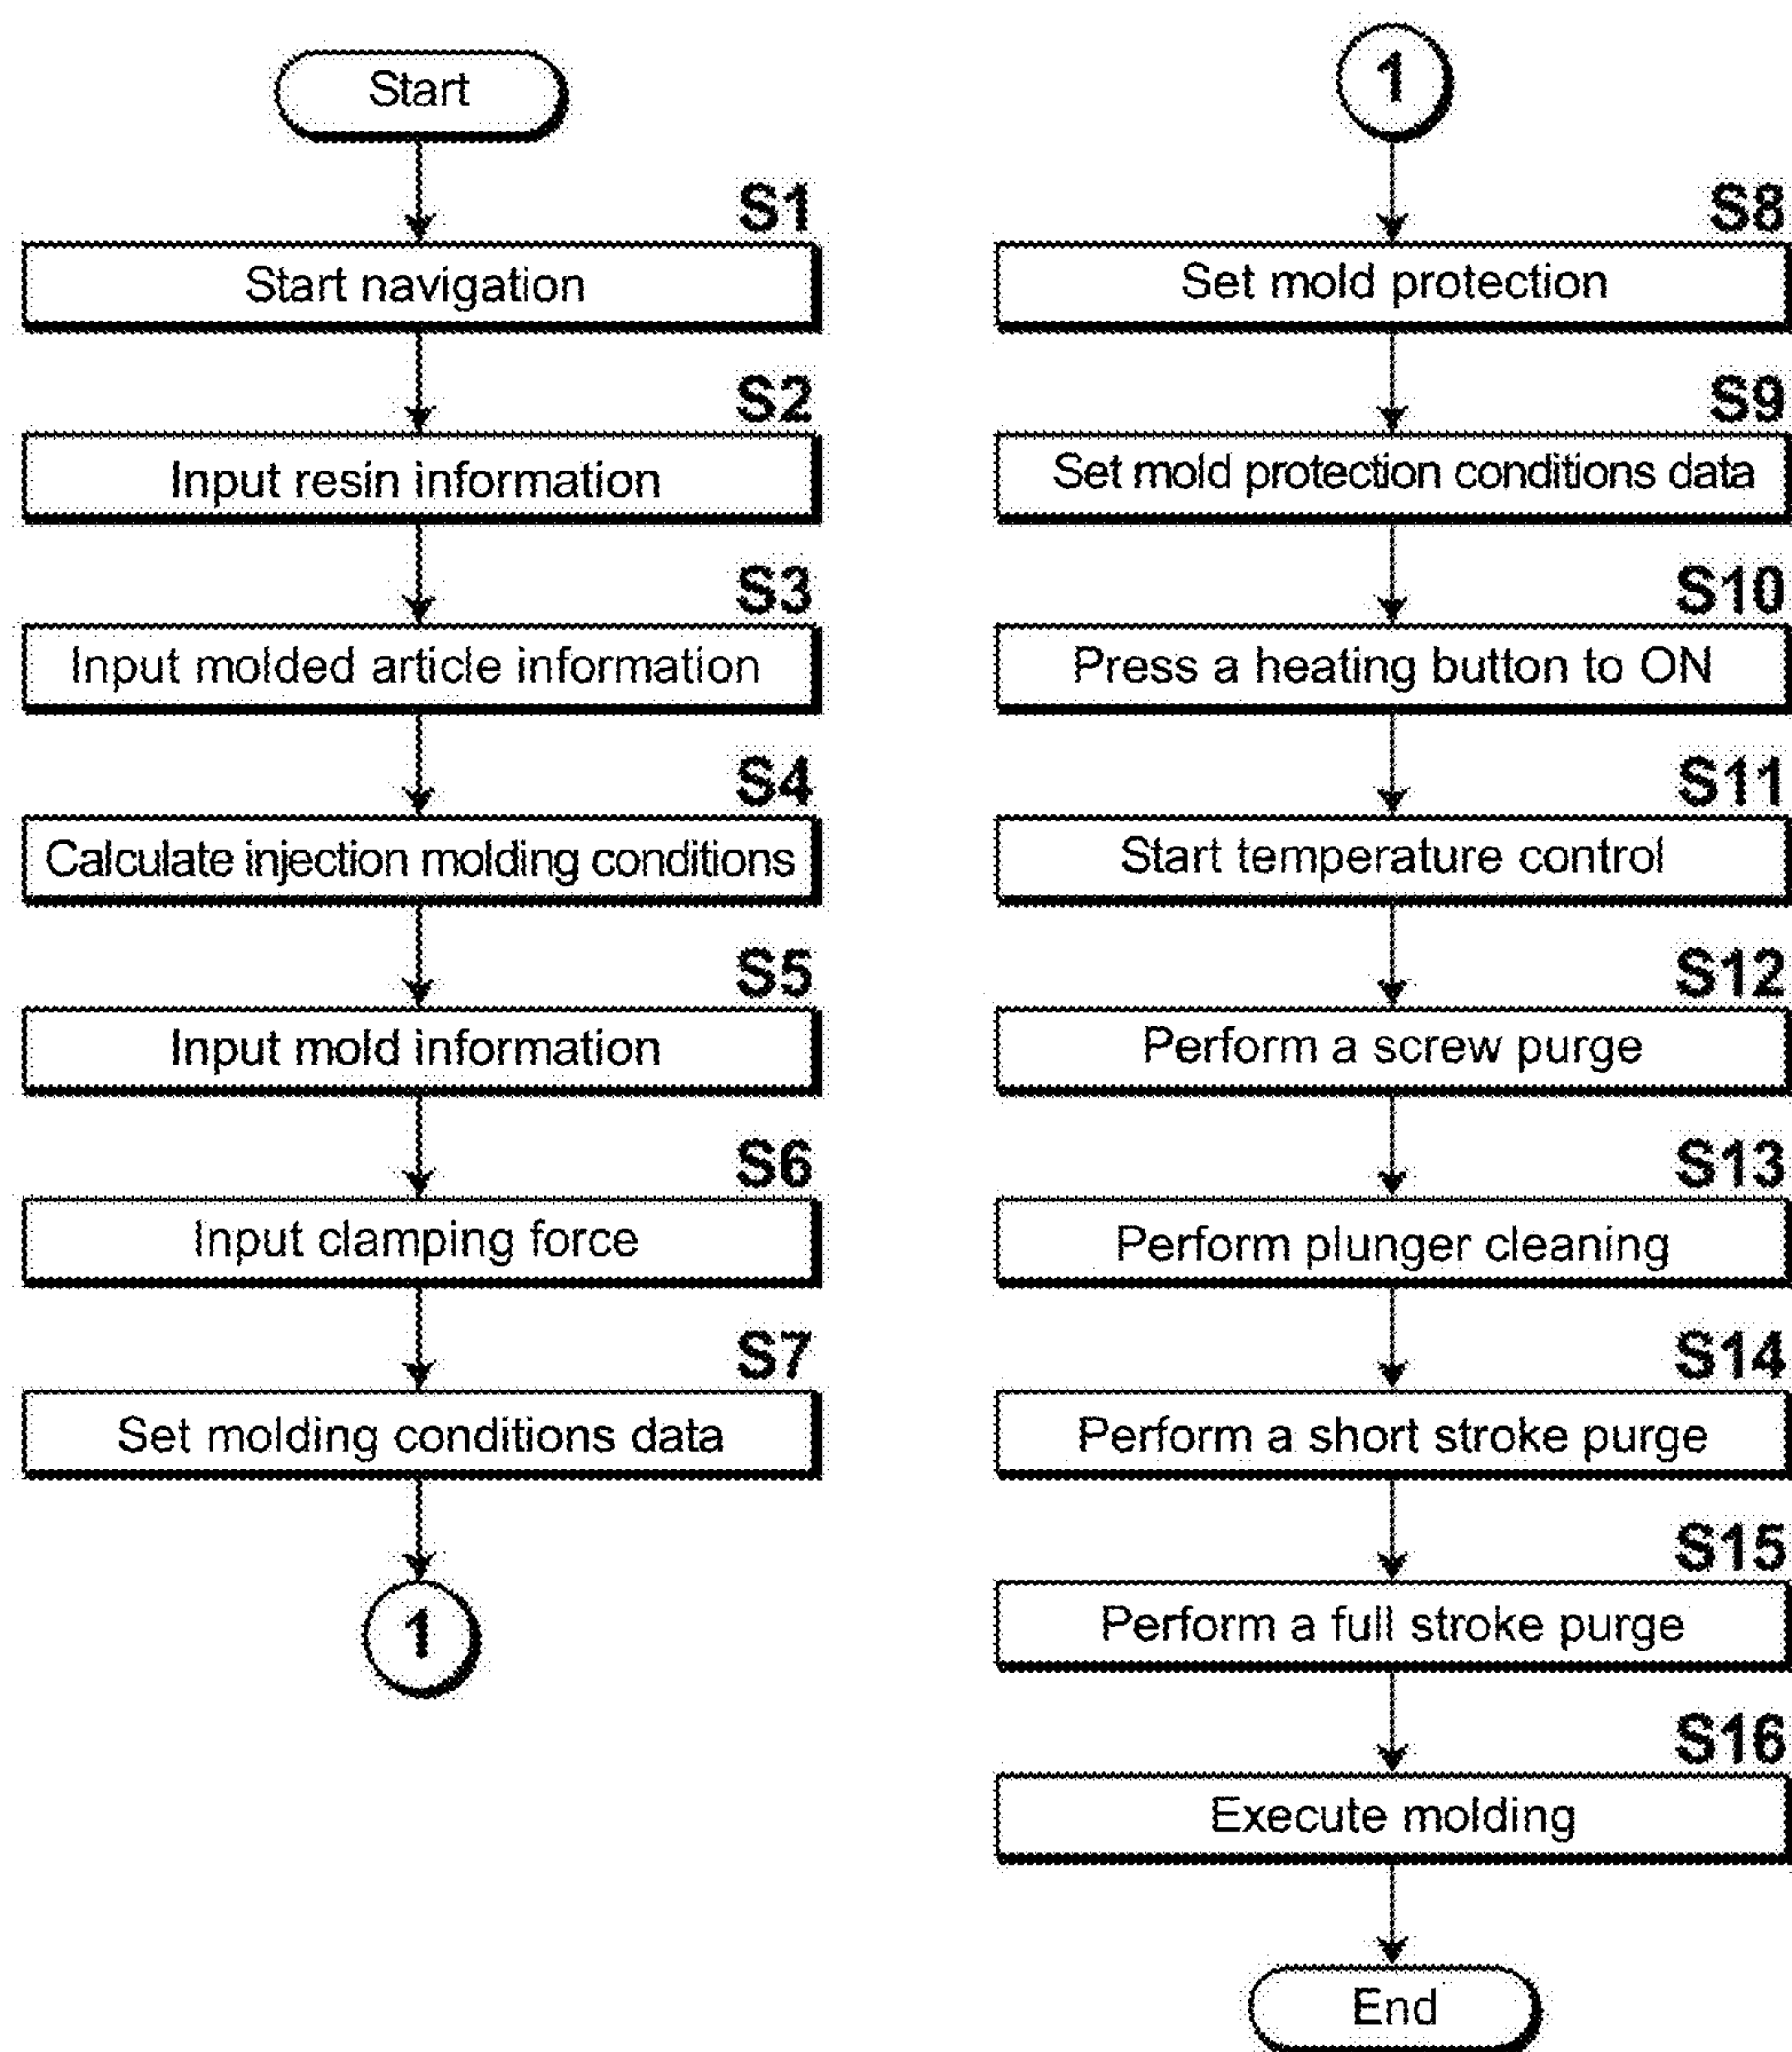 Start
S1
Start navigation
S2
Input resin information
S3
Input molded article information
S4
Calculate injection molding conditions
S5
Input mold information
S6
Input clamping force
S7
Set molding conditions data
1
1
S8
Set mold protection
S9
Set mold protection conditions data
S10
Press a heating button to ON
S11
Start temperature control
S12
Perform a screw purge
S13
Perform plunger cleaning
S14
Perform a short stroke purge
S15
Perform a full stroke purge
S16
Execute molding
End